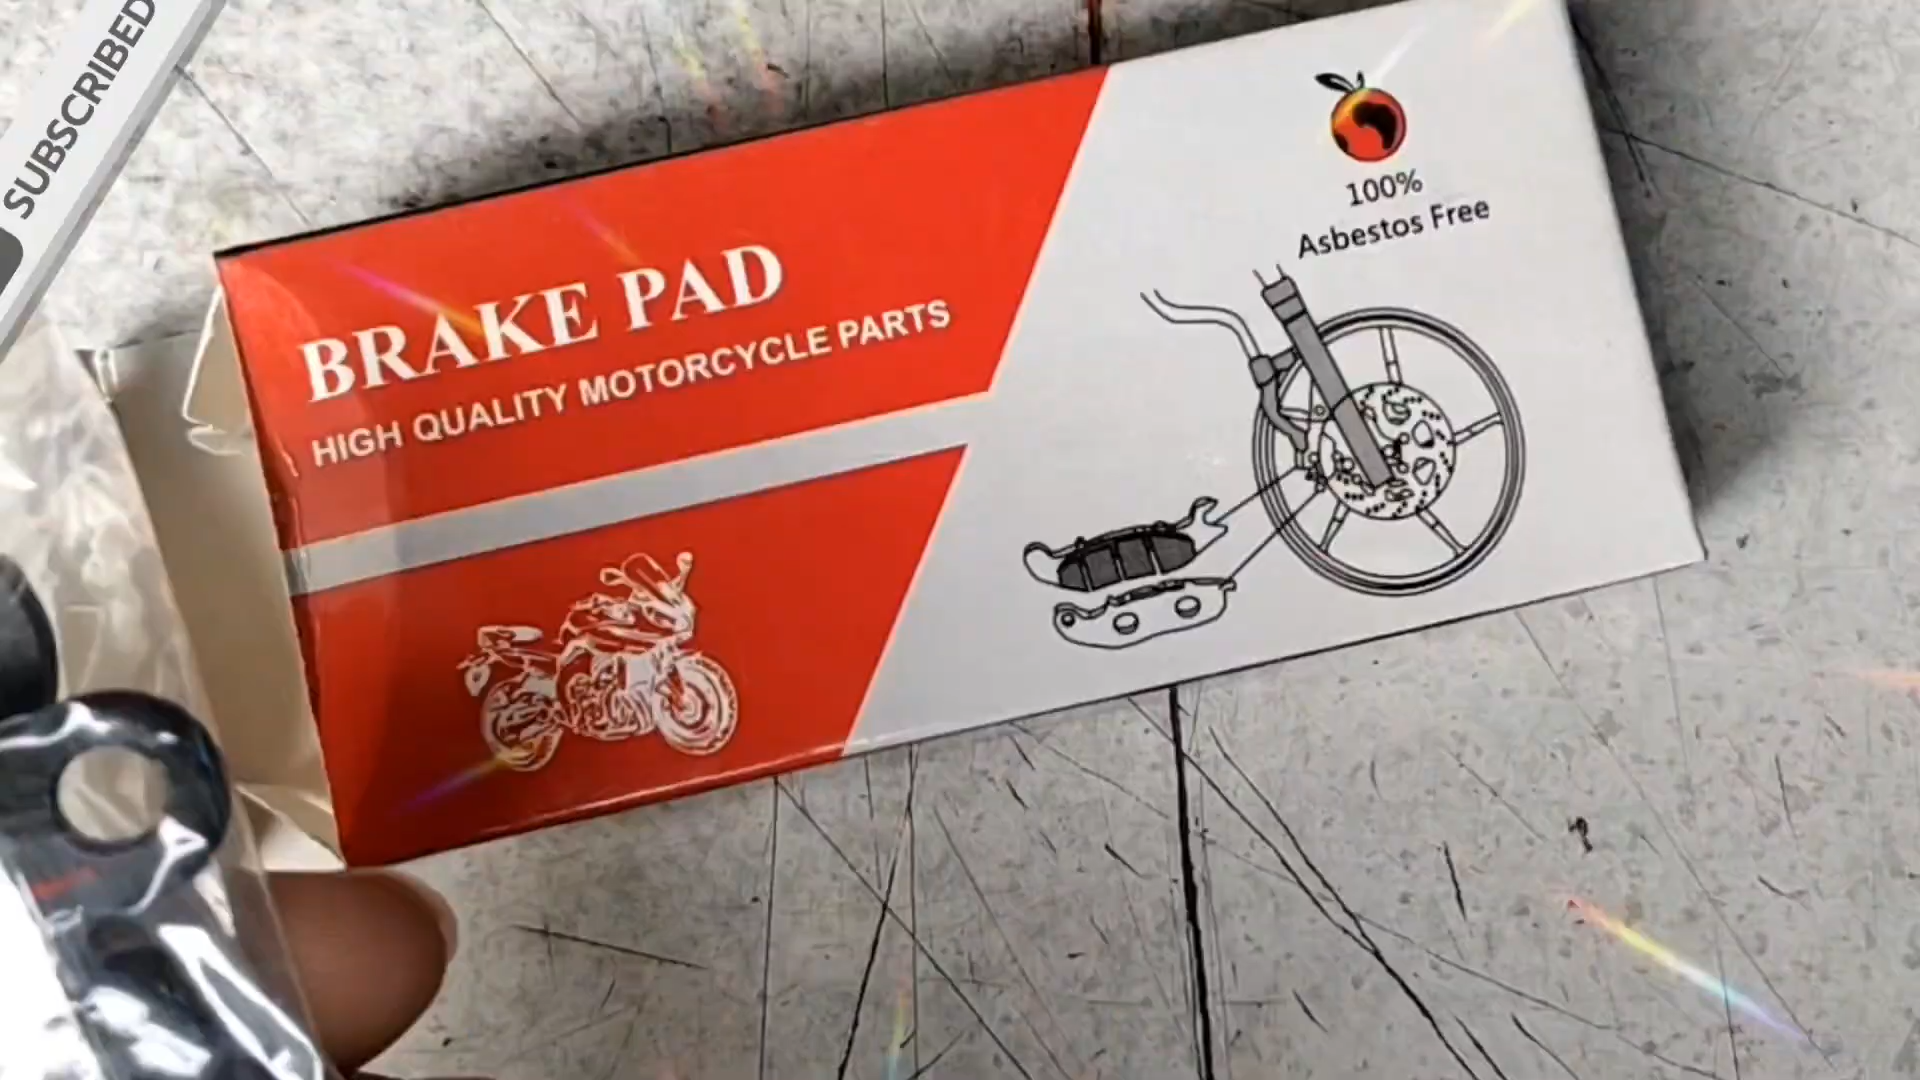 SUBSCRIBED
BRAKE PAD
HIGH QUALITY MOTORCYCLE PARTS
100%
Asbestos Free